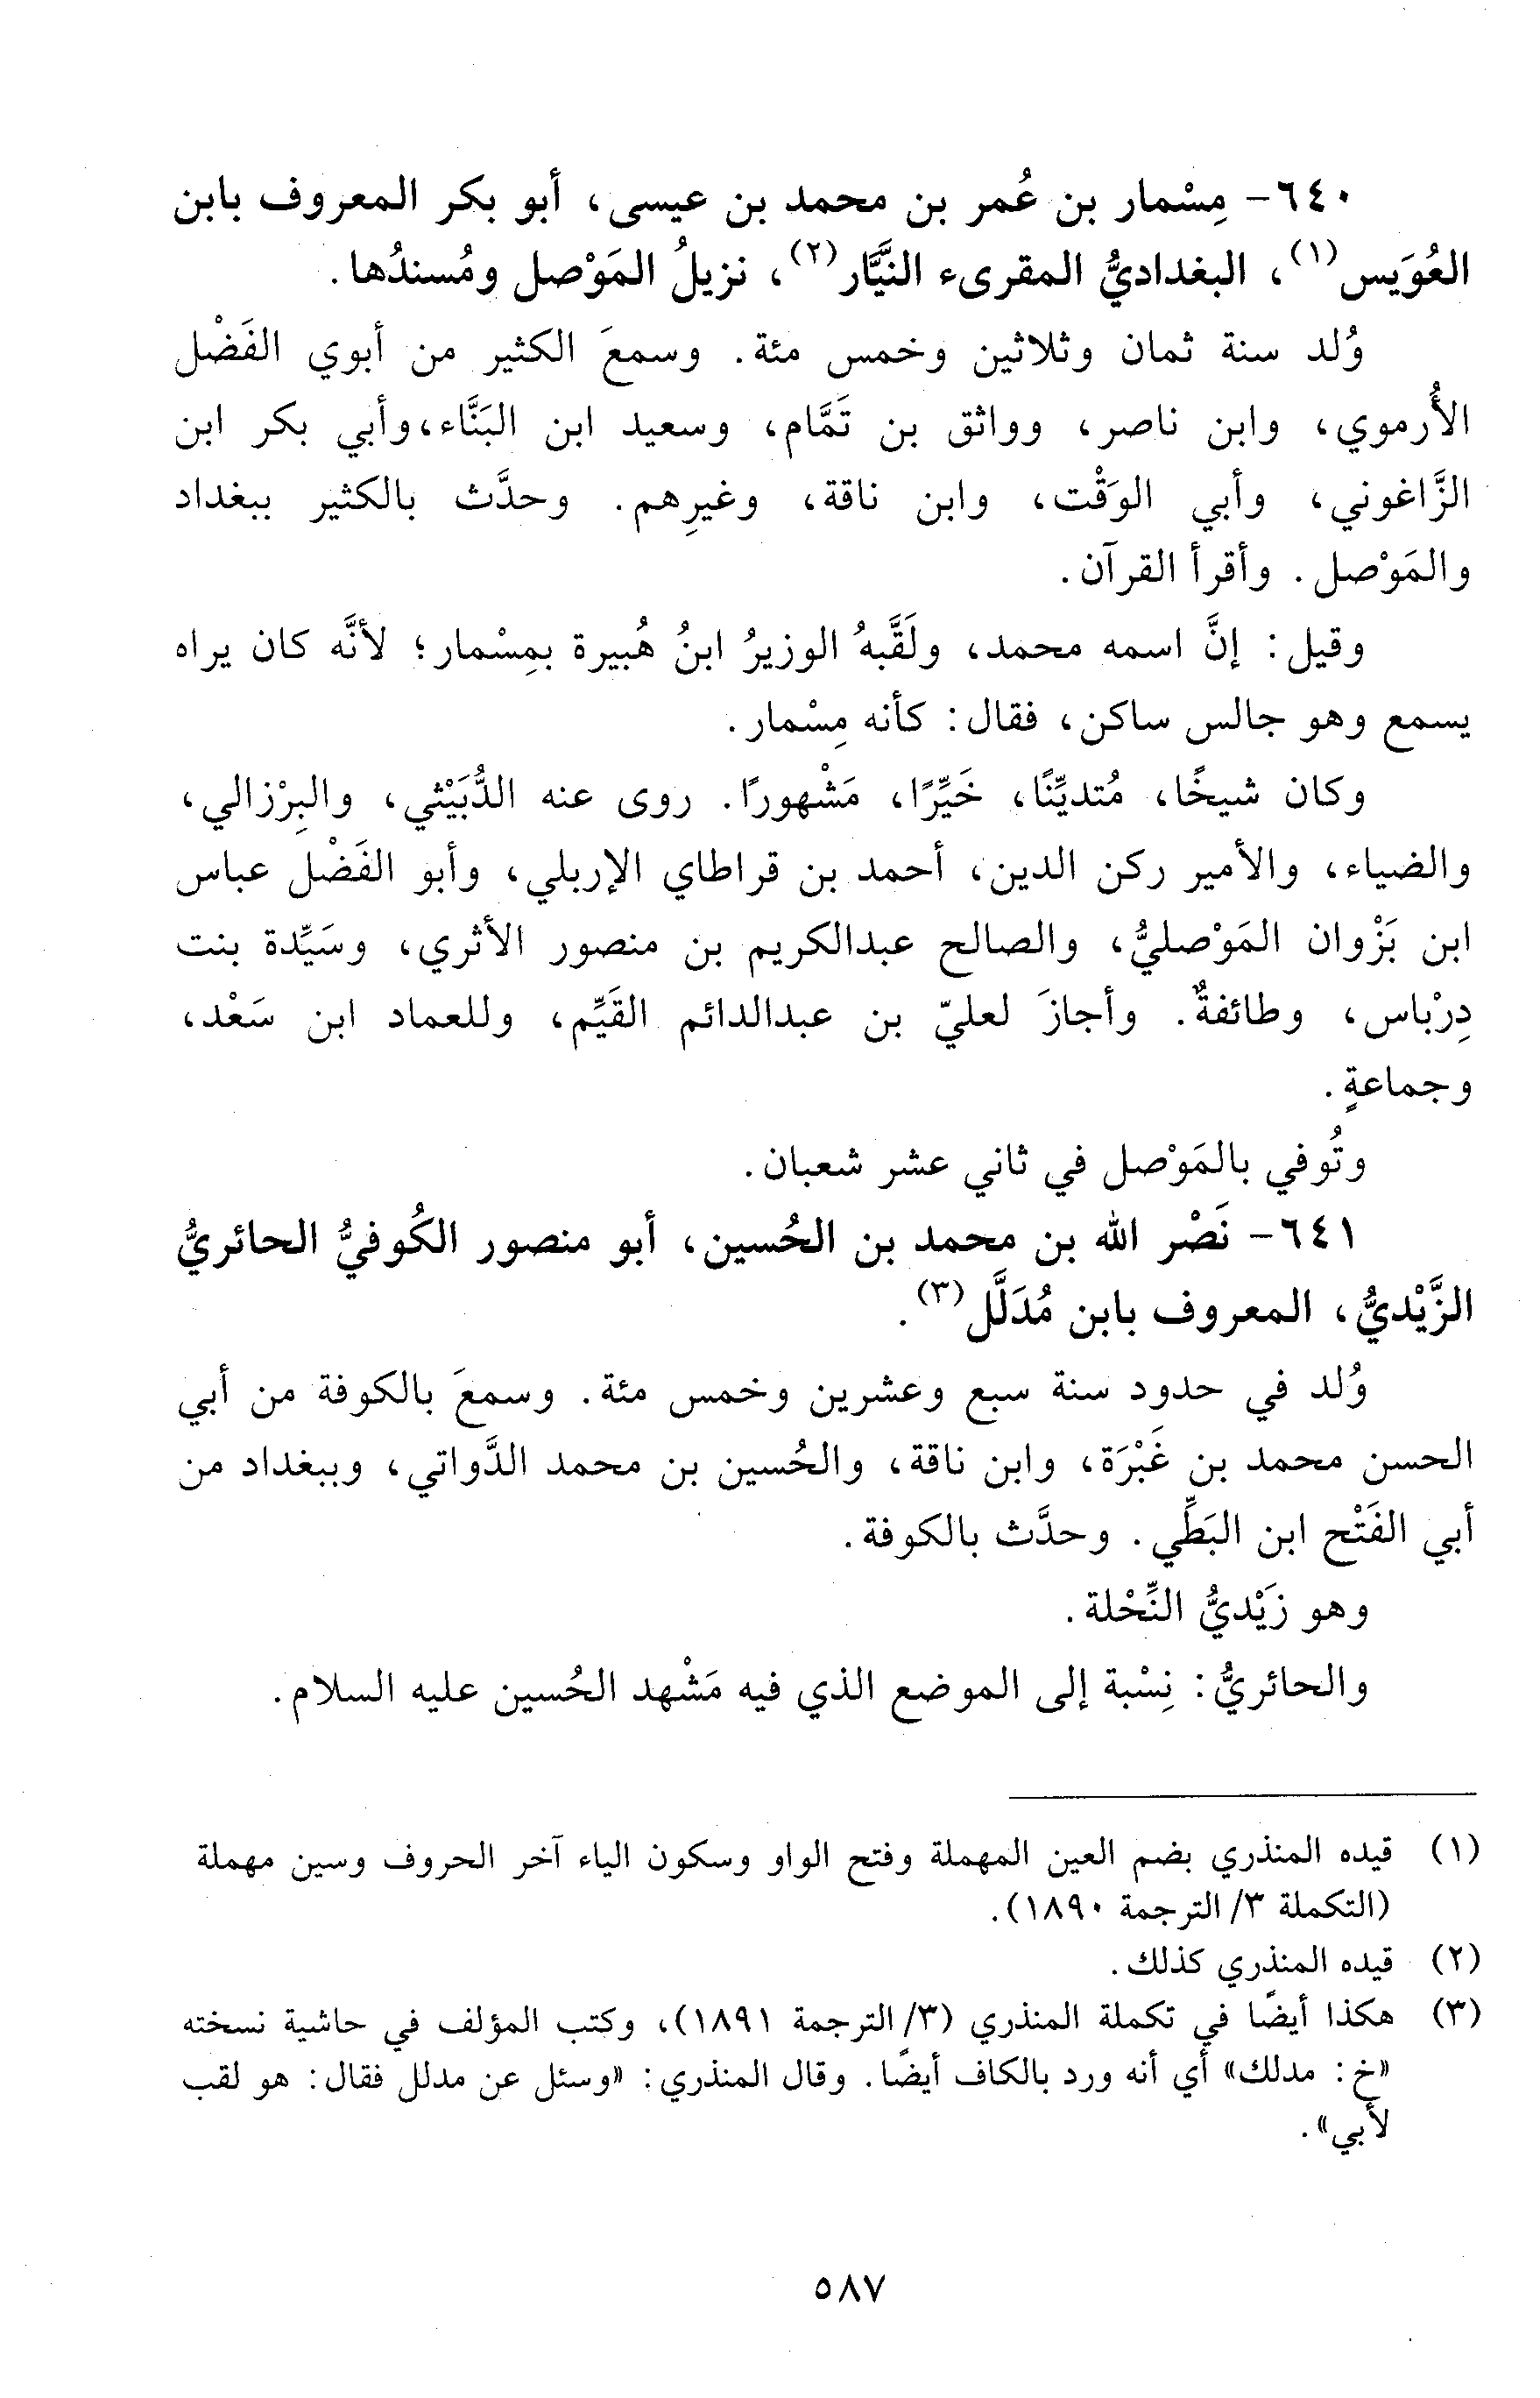 ٦٤٠- مِسْمار بن عُمر بن محمد بن عيسى، أبو بكر المعروف بابن
العُوَيس(١)، البغداديُّ المقرىء النيَّار(٢)، نزيلُ المَوْصل ومُسندُها.
وُلد سنة ثمان وثلاثين وخمس مئة. وسمعَ الكثير من أبوي الفَضْل
الأُرموي، وابن ناصر، وواثق بن تَمَّام، وسعيد ابن البَنَّاء،وأبي بكر ابن
الزَّاغوني، وأبي الوَقْت، وابن ناقة، وغيرِهم. وحدَّث بالكثير ببغداد
والمَوْصل. وأقرأ القرآن.
وقيل: إنَّ اسمه محمد، ولَقَّبهُ الوزيرُ ابنُ هُبيرة بمِسْمار؛ لأنَّه كان يراه
يسمع وهو جالس ساكن، فقال: كأنه مِسْمار.
وكان شيخًا، مُتديِّنًا، خَيِّرًا، مَشْهورًا. روى عنه الدُّبَيْثي، والبِرْزالي،
والضياء، والأمير ركن الدين، أحمد بن قراطاي الإربلي، وأبو الفَضْل عباس
ابن بَزْوان المَوْصليُّ، والصالح عبدالكريم بن منصور الأثري، وسَيِّدة بنت
دِرْباس، وطائفةٌ. وأجازَ لعليّ بن عبدالدائم القَيِّم، وللعماد ابن سَعْد،
وجماعةٍ.
وتُوفي بالمَوْصل في ثاني عشر شعبان.
٦٤١- نَصْر الله بن محمد بن الحُسين، أبو منصور الكُوفيُّ الحائريُّ
الزَّيْديُّ، المعروف بابن مُدَلَّل(٣).
وُلد في حدود سنة سبع وعشرين وخمس مئة. وسمعَ بالكوفة من أبي
الحسن محمد بن غَبْرَة، وابن ناقة، والحُسين بن محمد الدَّواتي، وببغداد من
أبي الفَتْح ابن البَطِّي. وحدَّث بالكوفة.
وهو زَيْديُّ النِّحْلة.
والحائريُّ: نِسْبة إلى الموضع الذي فيه مَشْهد الحُسين عليه السلام.
(١) قيده المنذري بضم العين المهملة وفتح الواو وسكون الياء آخر الحروف وسين مهملة
(التكملة ٣/ الترجمة ١٨٩٠).
(٢) قيده المنذري كذلك.
(٣) هكذا أيضًا في تكملة المنذري (٣/ الترجمة ١٨٩١)، وكتب المؤلف في حاشية نسخته
«خ: مدلك» أي أنه ورد بالكاف أيضًا. وقال المنذري: «وسئل عن مدلل فقال: هو لقب
لأبي».
٥٨٧